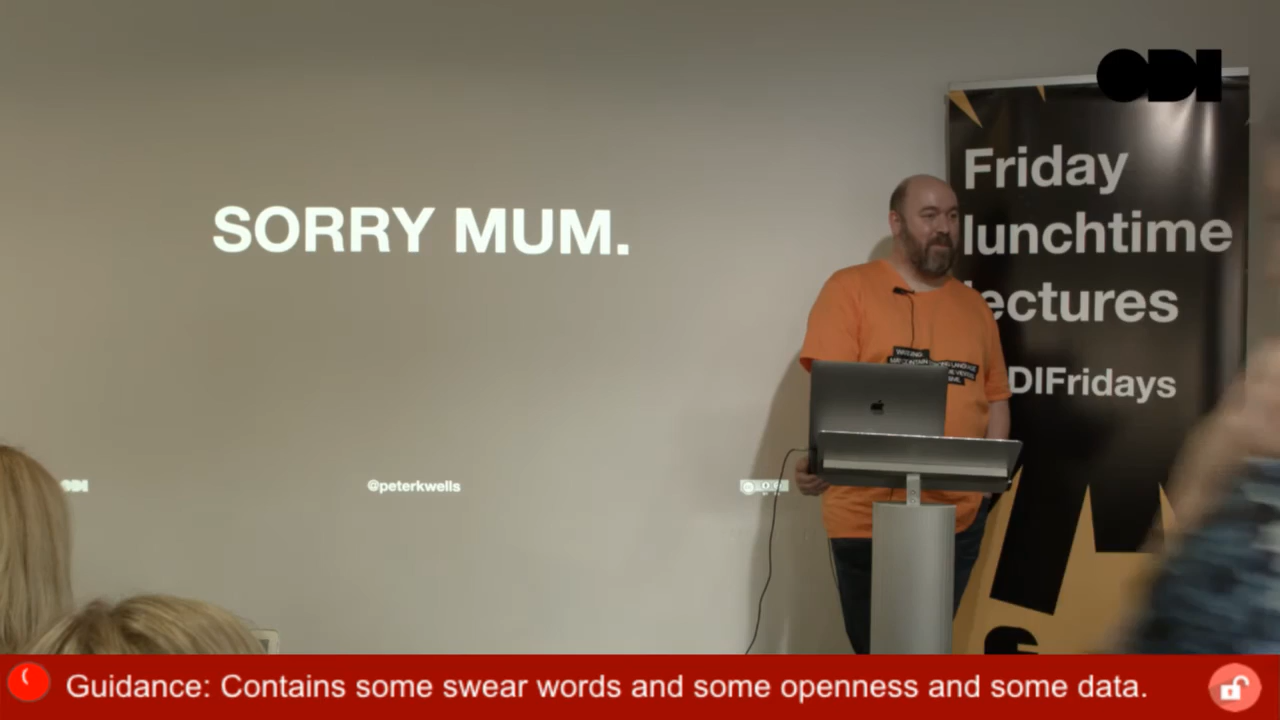 ODI
SORRY MUM.
Friday
lunchtime
lectures
DIFridays
ODI
@peterkwells
Guidance: Contains some swear words and some openness and some data.